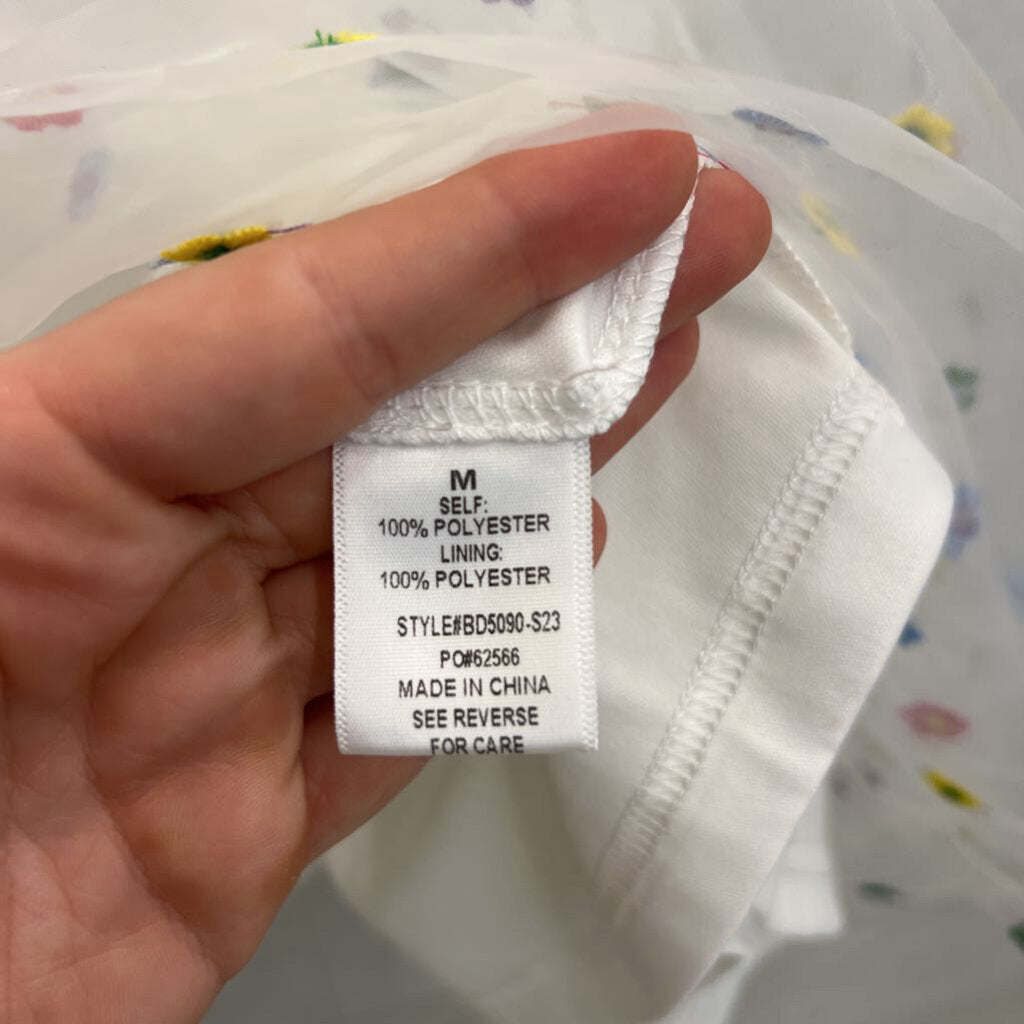 M
SELF:
100% POLYESTER
LINING:
100% POLYESTER
STYLE#BD5090-S23
PO#62566
MADE IN CHINA
SEE REVERSE
FOR CARE